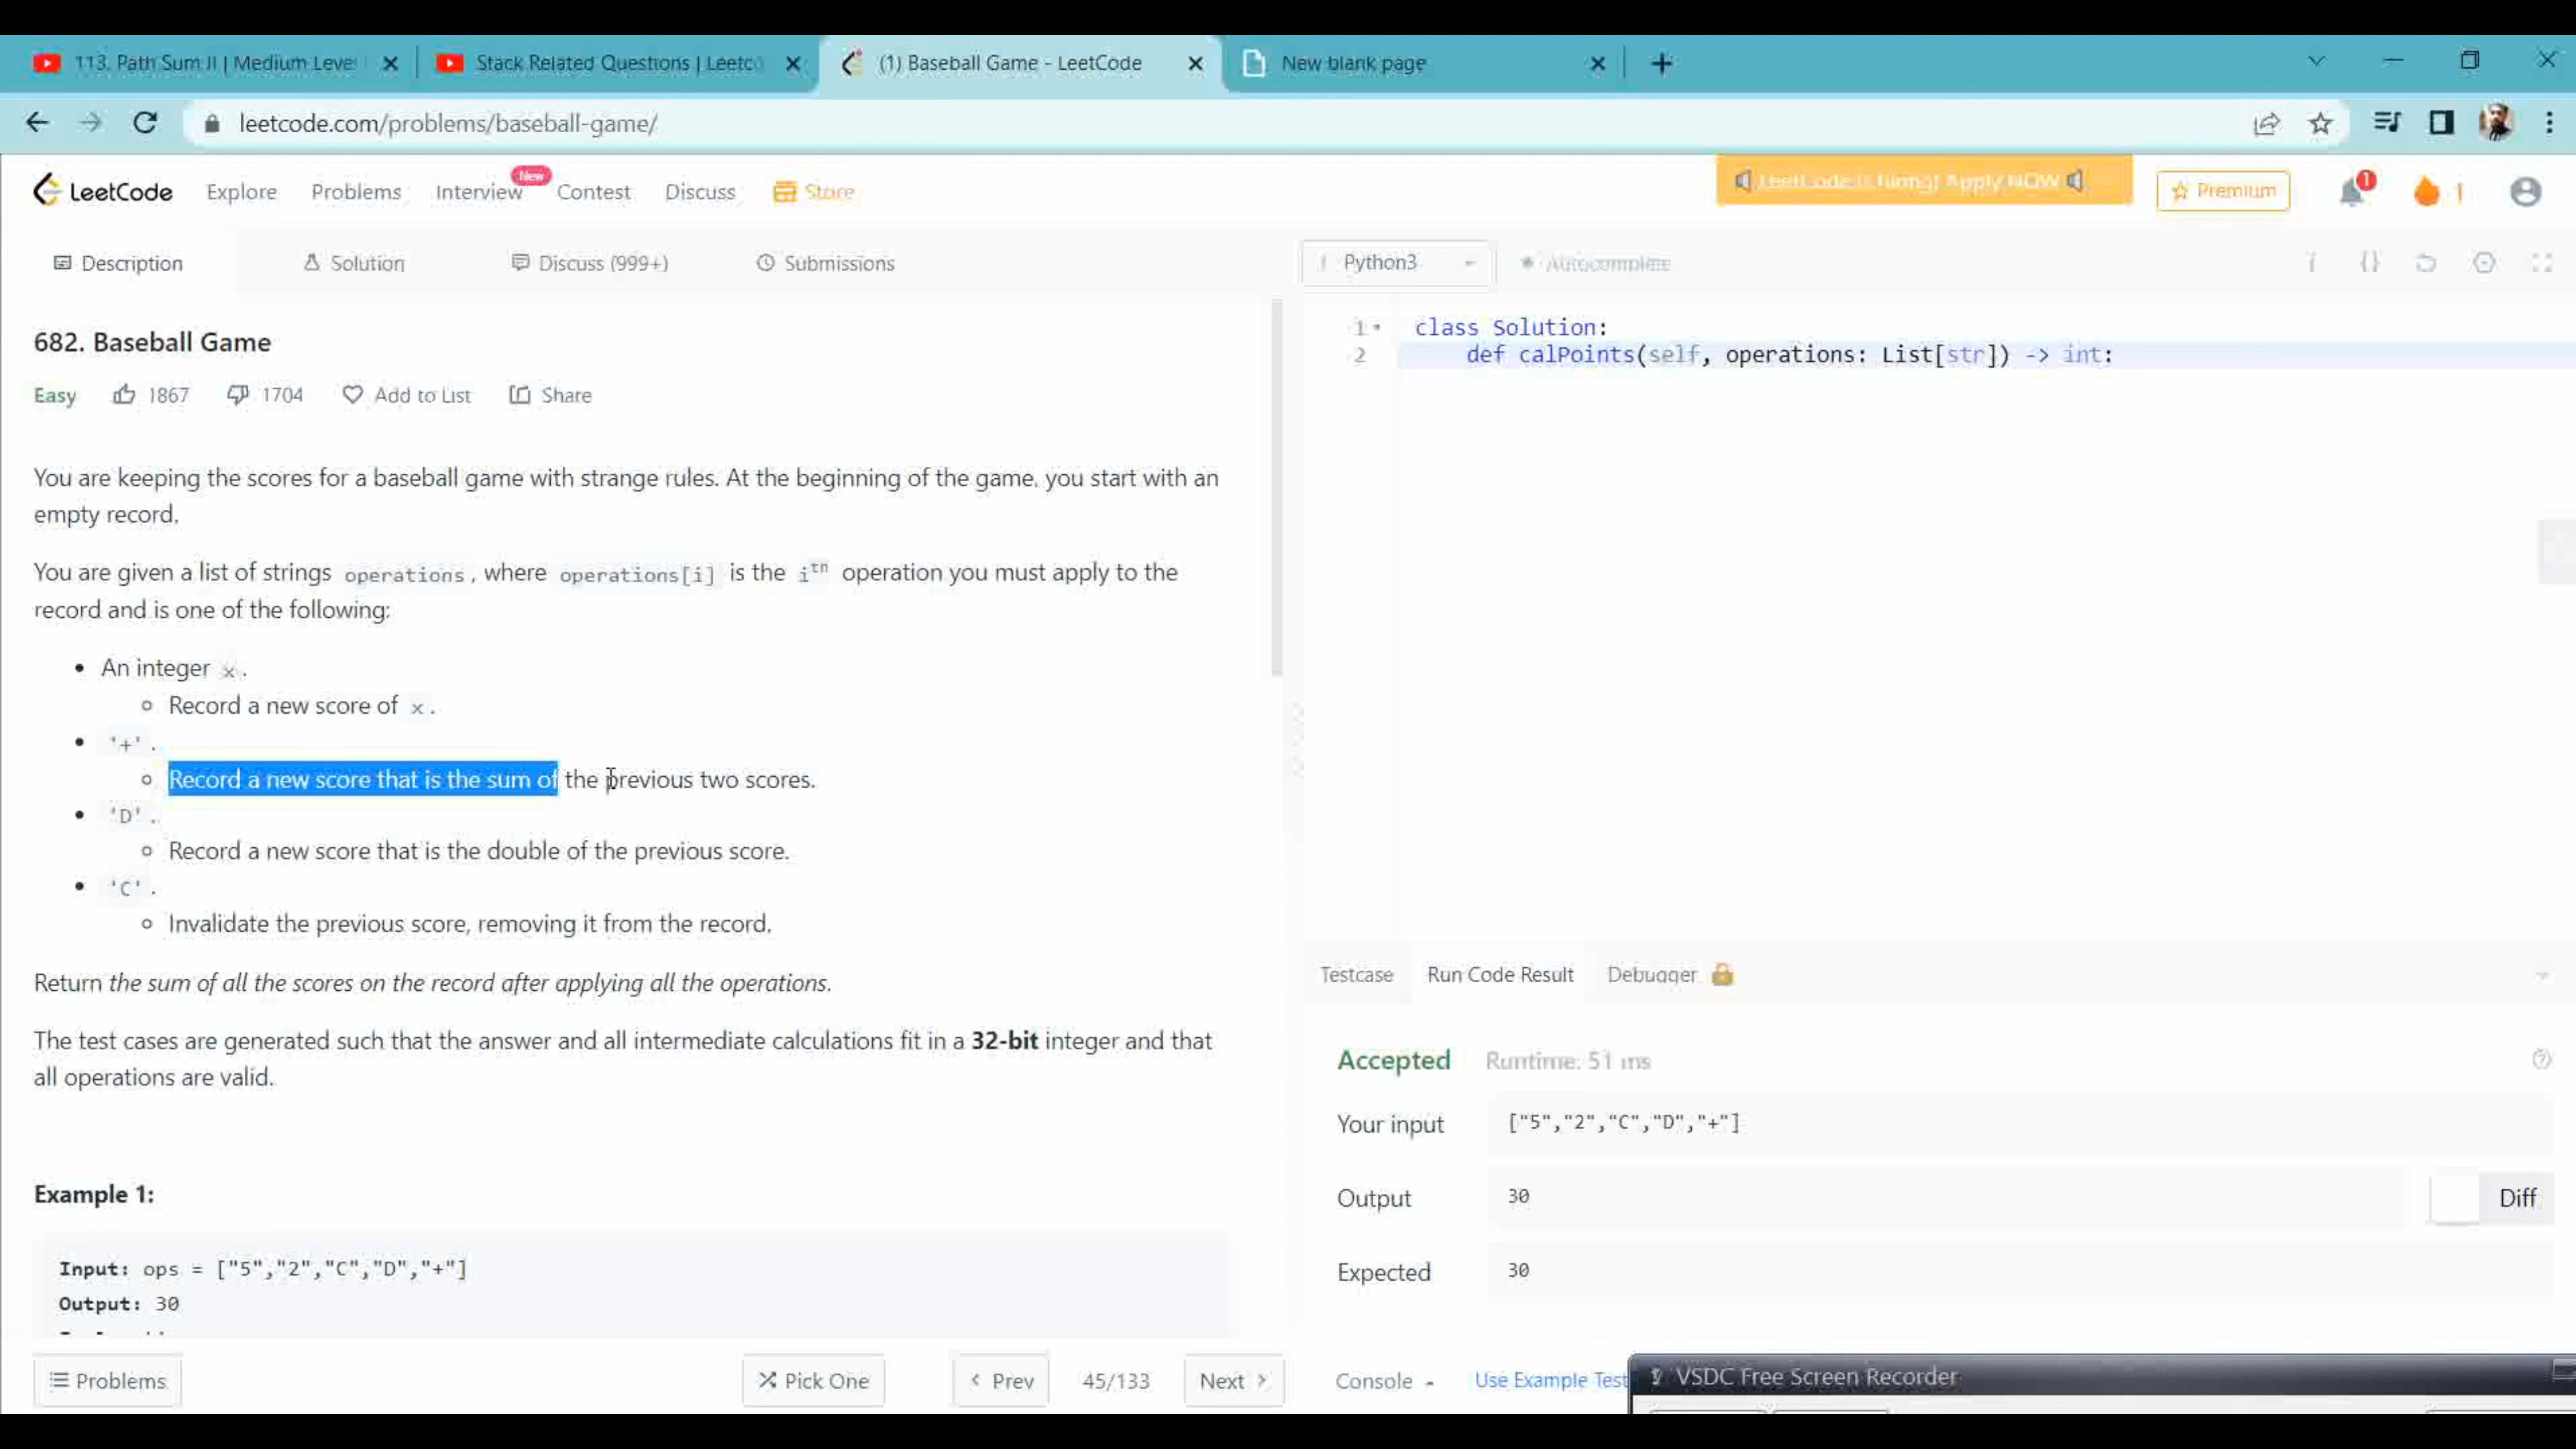 113. Path Sum II | Medium Level
Stack Related Questions | Leetco
(1) Baseball Game - LeetCode
New blank page
leetcode.com/problems/baseball-game/
LeetCode
Explore
Problems
Interview
New
Contest
Discuss
Store
LeetCode is hiring! Apply NOW
Premium
1
1
Description
Solution
Discuss (999+)
Submissions
Python3
Autocomplete
682. Baseball Game
Easy
1867
1704
Add to List
Share
You are keeping the scores for a baseball game with strange rules. At the beginning of the game, you start with an
empty record.
You are given a list of strings operations, where operations[i] is the ith operation you must apply to the
record and is one of the following:
An integer x.
Record a new score of x.
'+'.
Record a new score that is the sum of the previous two scores.
'D'.
Record a new score that is the double of the previous score.
'C'.
Invalidate the previous score, removing it from the record.
Return the sum of all the scores on the record after applying all the operations.
The test cases are generated such that the answer and all intermediate calculations fit in a 32-bit integer and that
all operations are valid.
Example 1:
Input: ops = ["5","2","C","D","+"]
Output: 30
Problems
Pick One
Prev
45/133
Next
1 class Solution:
2 def calPoints(self, operations: List[str]) -> int:
Testcase
Run Code Result
Debugger
Accepted
Runtime: 51 ms
Your input
["5","2","C","D","+"]
Output
30
Diff
Expected
30
Console
Use Example Test
VSDC Free Screen Recorder